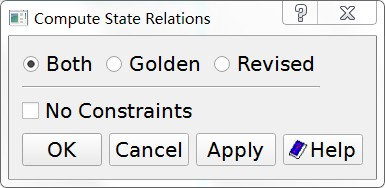 Compute State Relations
Both Golden Revised
No Constraints
OK Cancel Apply Help